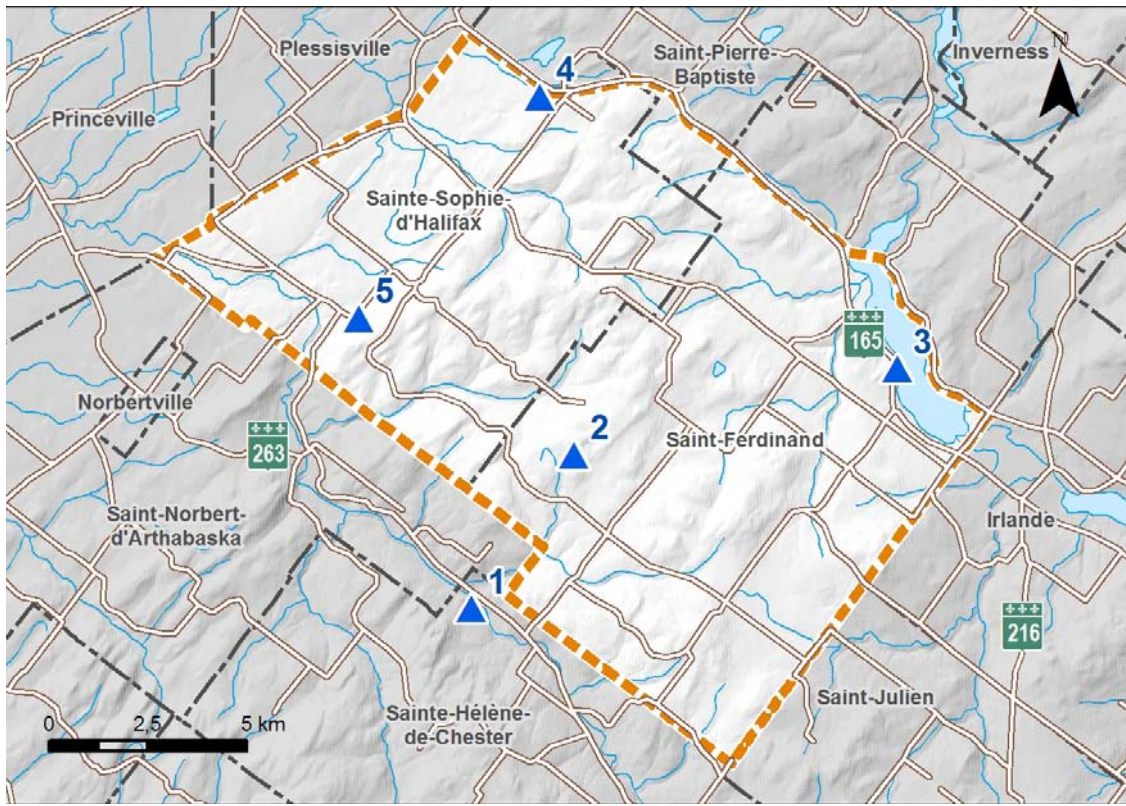 Plessisville
Saint-Pierre-
Baptiste
Inverness
N
4
Princeville
Sainte-Sophie-
d'Halifax
5
165
3
Norbertville
263
2
Saint-Ferdinand
Saint-Norbert-
d'Arthabaska
Irlande
1
216
Saint-Julien
Sainte-Hélène-
de-Chester
0 2,5 5 km